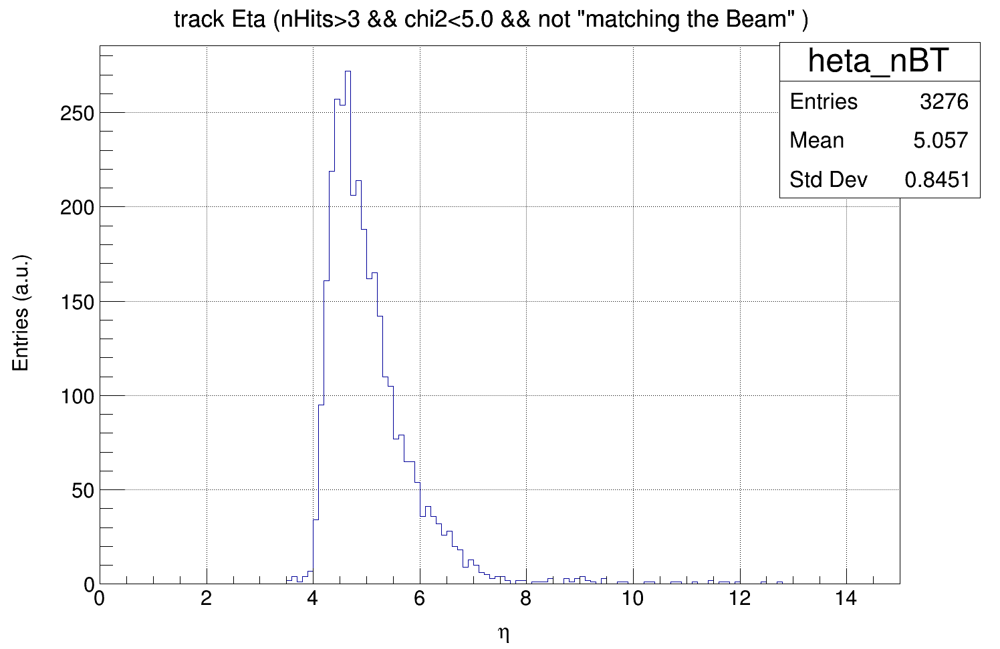 track Eta (nHits>3 && chi2<5.0 && not "matching the Beam" )
heta_nBT
Entries 3276
Mean 5.057
Std Dev 0.8451
Entries (a.u.)
250
200
150
100
50
0
0 2 4 6 8 10 12 14
η